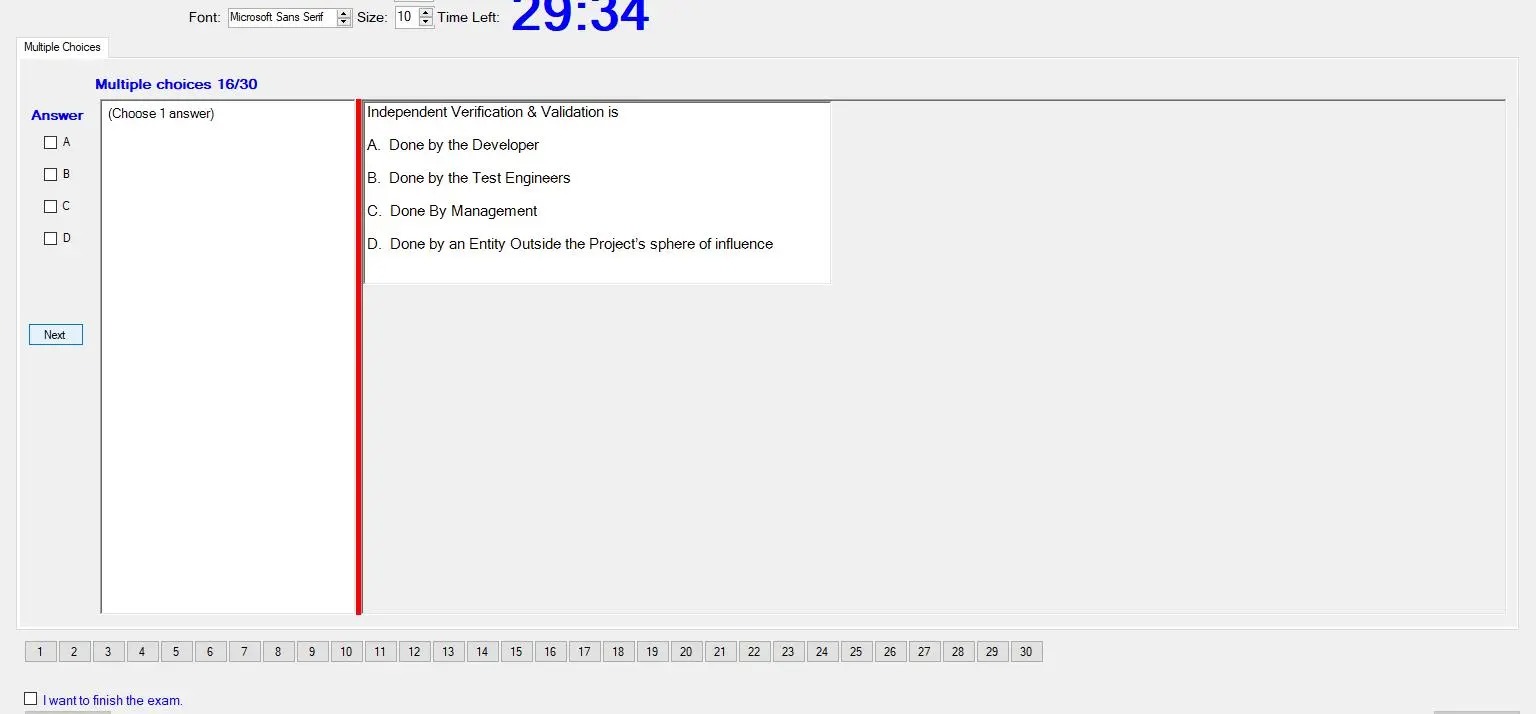 Font: Microsoft Sans Serif Size: 10 Time Left: 29:34
Multiple Choices
Multiple choices 16/30
Answer
(Choose 1 answer)
A
B
C
D
Next
Independent Verification & Validation is
A. Done by the Developer
B. Done by the Test Engineers
C. Done By Management
D. Done by an Entity Outside the Project's sphere of influence
1 2 3 4 5 6 7 8 9 10 11 12 13 14 15 16 17 18 19 20 21 22 23 24 25 26 27 28 29 30
I want to finish the exam.